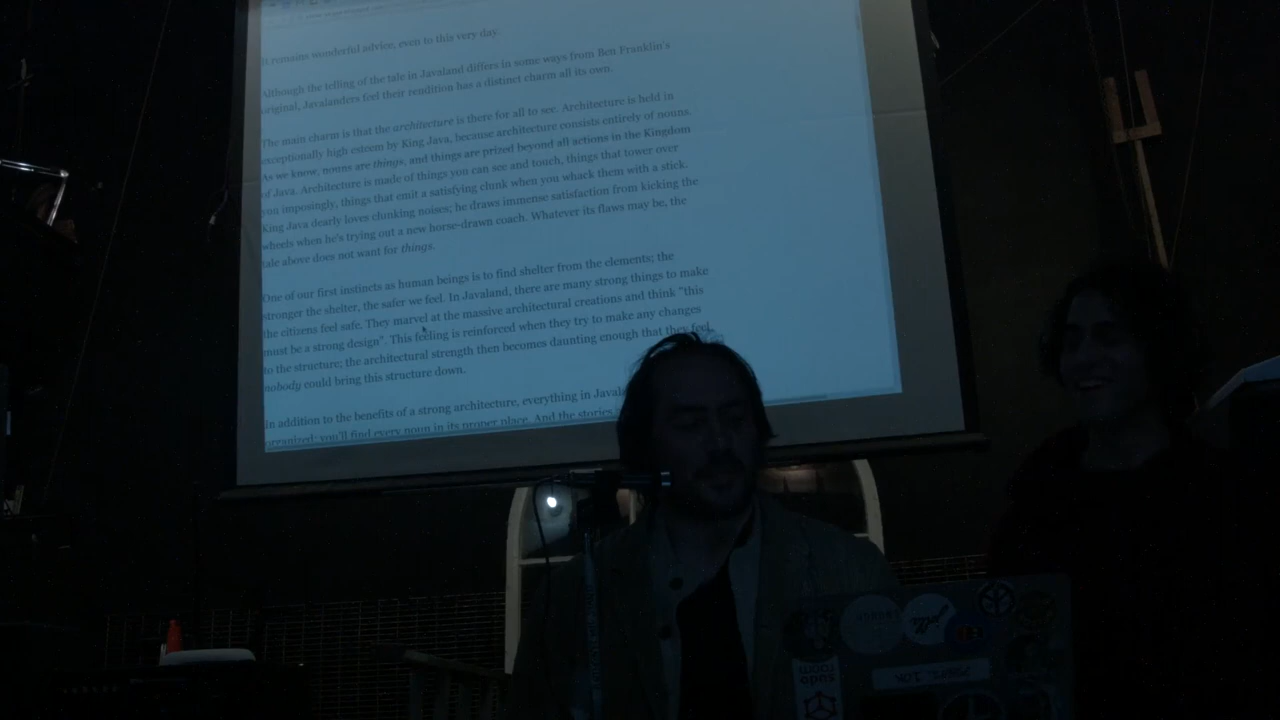 It remains wonderful advice, even to this very day.
Although the telling of the tale in Javaland differs in some ways from Ben Franklin's
original, Javalanders feel their rendition has a distinct charm all its own.
The main charm is that the architecture is there for all to see. Architecture is held in
exceptionally high esteem by King Java, because architecture consists entirely of nouns.
As we know, nouns are things, and things are prized beyond all actions in the Kingdom
of Java. Architecture is made of things you can see and touch, things that tower over
you imposingly, things that emit a satisfying clunk when you whack them with a stick.
King Java dearly loves clunking noises; he draws immense satisfaction from kicking the
wheels when he's trying out a new horse-drawn coach. Whatever its flaws may be, the
tale above does not want for things.
One of our first instincts as human beings is to find shelter from the elements; the
stronger the shelter, the safer we feel. In Javaland, there are many strong things to make
the citizens feel safe. They marvel at the massive architectural creations and think "this
must be a strong design". This feeling is reinforced when they try to make any changes
to the structure; the architectural strength then becomes daunting enough that they feel
nobody could bring this structure down.
In addition to the benefits of a strong architecture, everything in Javal
organized: you'll find every noun in its proper place. And the stories
sudo
room